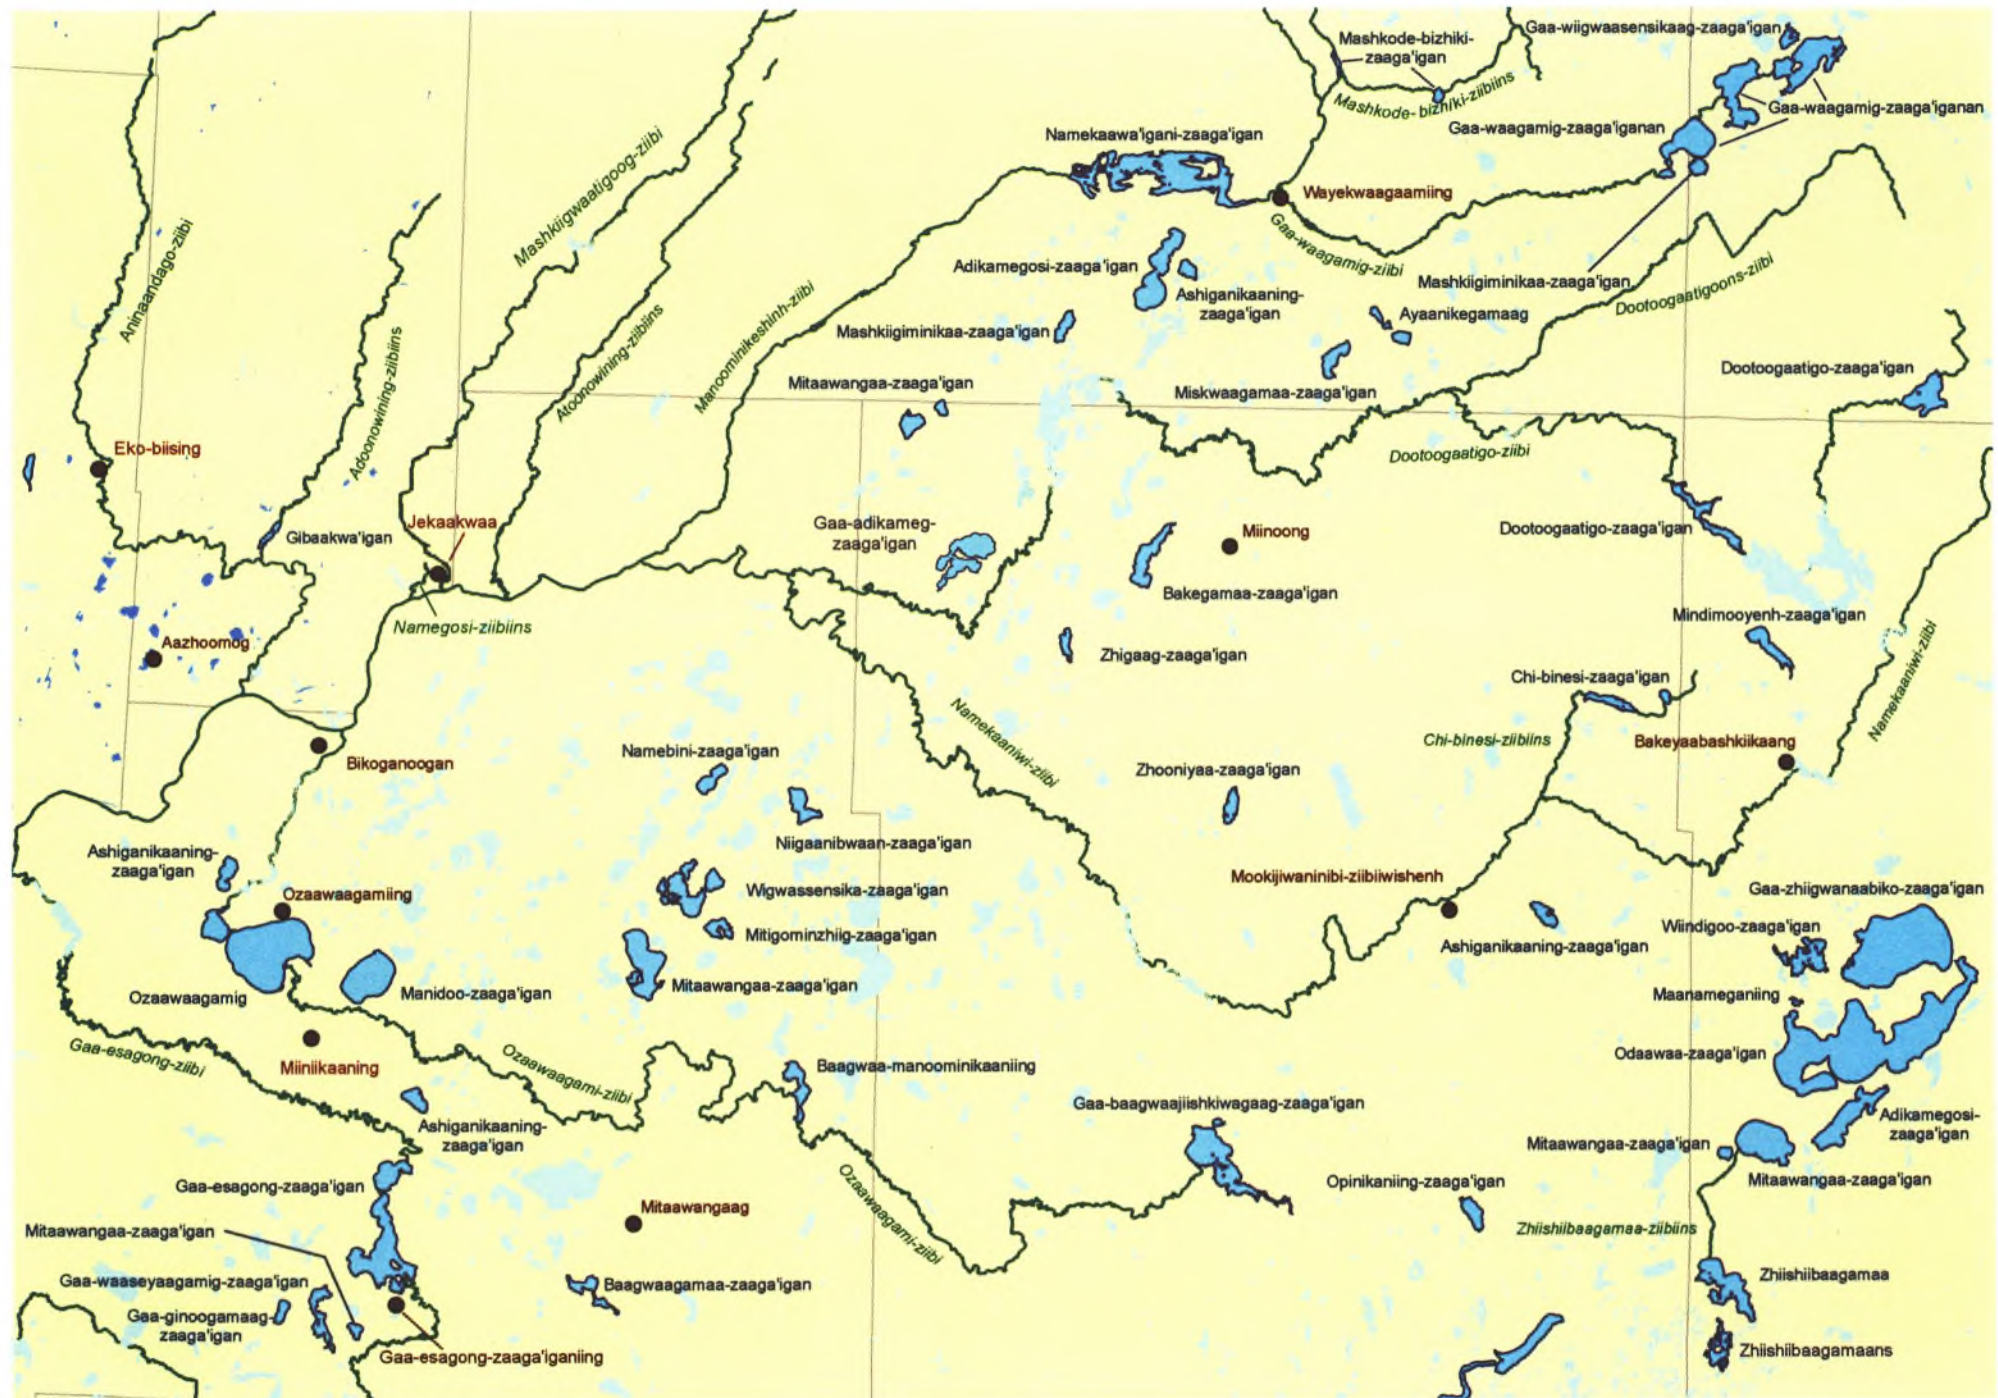 Gaa-wiigwaasensikaag-zaaga'igan
Mashkode-bizhiki-
zaaga'igan
Mashkode-bizhiki-ziibiins
Gaa-waagamig-zaaga'iganan
Gaa-waagamig-zaaga'iganan
Namekaawa'igani-zaaga'igan
Wayekwaagaamiing
Mashkiigwaatigoog-ziibi
Aninaandago-ziibi
Gaa-waagamig-ziibi
Adikamegosi-zaaga'igan
Ashiganikaaning-
zaaga'igan
Mashkiigiminikaa-zaaga'igan
Dootoogaatigoons-ziibi
Ayaanikegamaag
Mashkiigiminikaa-zaaga'igan
Adoonowining-ziibiins
Atoonowining-ziibiins
Manoominikeshinh-ziibi
Mitaawangaa-zaaga'igan
Miskwaagamaa-zaaga'igan
Dootoogaatigo-zaaga'igan
Eko-biising
Dootoogaatigo-ziibi
Jekaakwaa
Gibaakwa'igan
Gaa-adikameg-
zaaga'igan
Miinoong
Dootoogaatigo-zaaga'igan
Bakegamaa-zaaga'igan
Namegosi-ziibiins
Mindimooyenh-zaaga'igan
Aazhoomog
Zhigaag-zaaga'igan
Chi-binesi-zaaga'igan
Namekaaniwi-ziibi
Namekaaniwi-ziibi
Chi-binesi-ziibiins
Bakeyaabashkiikaang
Bikoganoogan
Namebini-zaaga'igan
Zhooniyaa-zaaga'igan
Niigaanibwaan-zaaga'igan
Ashiganikaaning-
zaaga'igan
Ozaawaagamiing
Wigwassensika-zaaga'igan
Mookijiwaninibi-ziibiiwishenh
Gaa-zhiigwanaabiko-zaaga'igan
Wiindigoo-zaaga'igan
Mitigominzhiig-zaaga'igan
Ashiganikaaning-zaaga'igan
Ozaawaagamig
Manidoo-zaaga'igan
Mitaawangaa-zaaga'igan
Maanameganiing
Gaa-esagong-ziibi
Miiniikaaning
Ozaawaagami-ziibi
Baagwaa-manoominikaaniing
Odaawaa-zaaga'igan
Gaa-baagwaajiishkiwagaag-zaaga'igan
Ashiganikaaning-
zaaga'igan
Adikamegosi-
zaaga'igan
Mitaawangaa-zaaga'igan
Mitaawangaa-zaaga'igan
Gaa-esagong-zaaga'igan
Opinikaniing-zaaga'igan
Mitaawangaag
Ozaawaagami-ziibi
Zhiishiibaagamaa-ziibiins
Mitaawangaa-zaaga'igan
Gaa-waaseyaagamig-zaaga'igan
Baagwaagamaa-zaaga'igan
Zhiishiibaagamaa
Gaa-ginoogamaag-
zaaga'igan
Gaa-esagong-zaaga'iganiing
Zhiishiibaagamaans